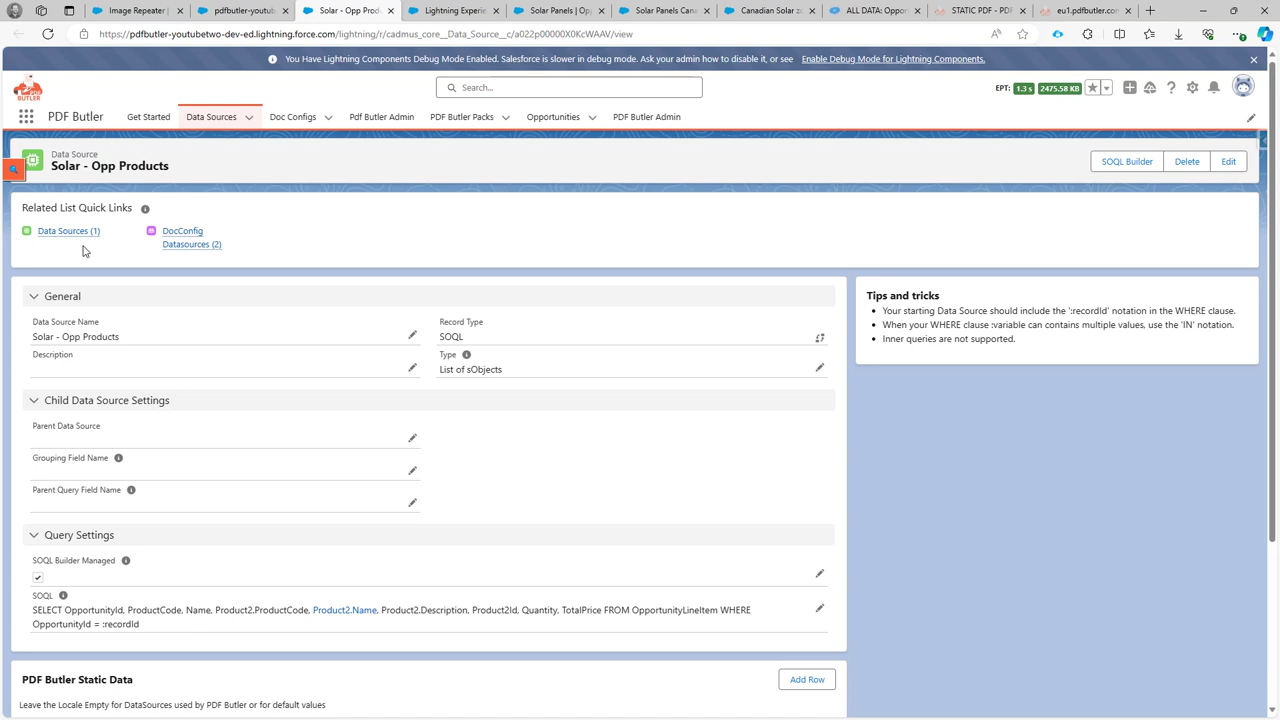 Image Repeater |
pdfbutler-youtub
Solar - Opp Produ
Lightning Experie
Solar Panels | Op
Solar Panels Cana
Canadian Solar zu
ALL DATA: Oppor
STATIC PDF - PDF
eu1.pdfbutler.com
https://pdfbutler-youtubetwo-dev-ed.lightning.force.com/lightning/r/cadmus_core__Data_Source__c/a022p00000X0KcWAAV/view
You Have Lightning Components Debug Mode Enabled. Salesforce is slower in debug mode. Ask your admin how to disable it, or see Enable Debug Mode for Lightning Components.
PDF BUTLER
Search...
EPT: 1.3 s 2475.58 KB
PDF Butler
Get Started
Data Sources
Doc Configs
Pdf Butler Admin
PDF Butler Packs
Opportunities
PDF Butler Admin
Data Source
Solar - Opp Products
SOQL Builder
Delete
Edit
Related List Quick Links
Data Sources (1)
DocConfig
Datasources (2)
General
Data Source Name
Solar - Opp Products
Record Type
SOQL
Description
Type
List of sObjects
Child Data Source Settings
Parent Data Source
Grouping Field Name
Parent Query Field Name
Query Settings
SOQL Builder Managed
SOQL
SELECT OpportunityId, ProductCode, Name, Product2.ProductCode, Product2.Name, Product2.Description, Product2Id, Quantity, TotalPrice FROM OpportunityLineItem WHERE
OpportunityId = :recordId
Tips and tricks
Your starting Data Source should include the ':recordId' notation in the WHERE clause.
When your WHERE clause :variable can contains multiple values, use the 'IN' notation.
Inner queries are not supported.
PDF Butler Static Data
Add Row
Leave the Locale Empty for DataSources used by PDF Butler or for default values